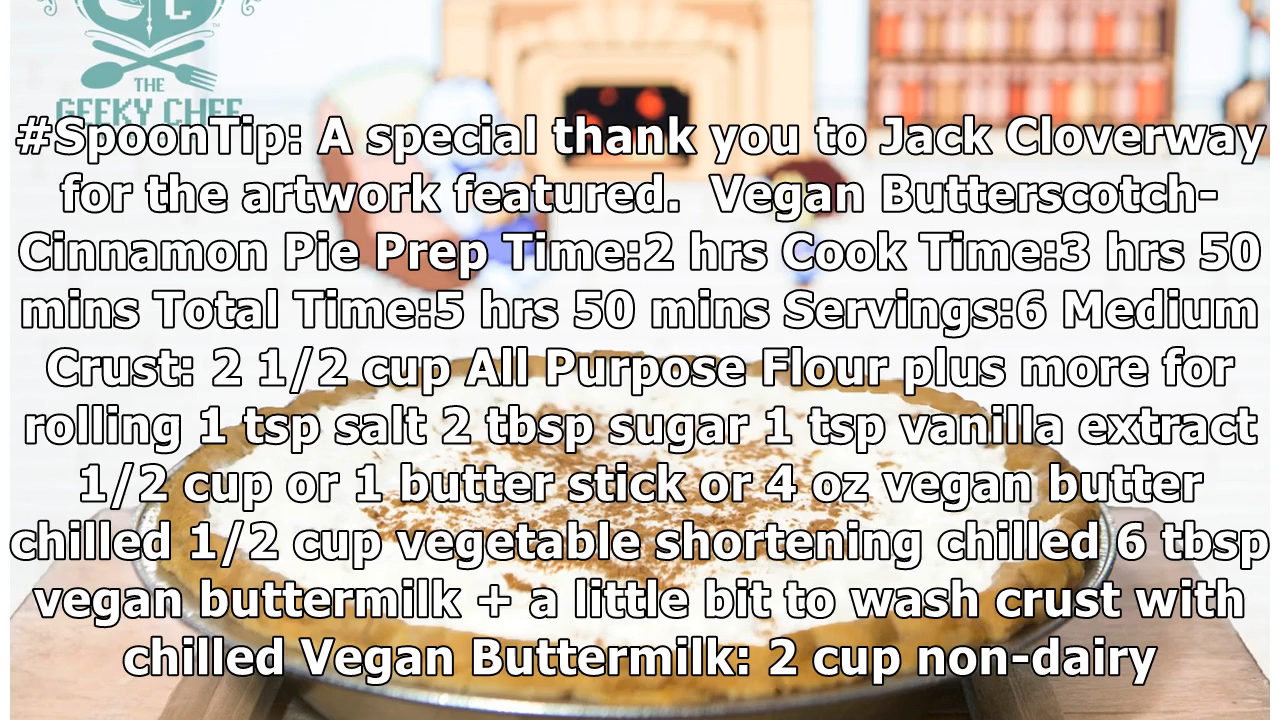 THE
GEEKY CHEF
#SpoonTip: A special thank you to Jack Cloverway
for the artwork featured.  Vegan Butterscotch-
Cinnamon Pie Prep Time:2 hrs Cook Time:3 hrs 50
mins Total Time:5 hrs 50 mins Servings:6 Medium
Crust: 2 1/2 cup All Purpose Flour plus more for
rolling 1 tsp salt 2 tbsp sugar 1 tsp vanilla extract
1/2 cup or 1 butter stick or 4 oz vegan butter
chilled 1/2 cup vegetable shortening chilled 6 tbsp
vegan buttermilk + a little bit to wash crust with
chilled Vegan Buttermilk: 2 cup non-dairy